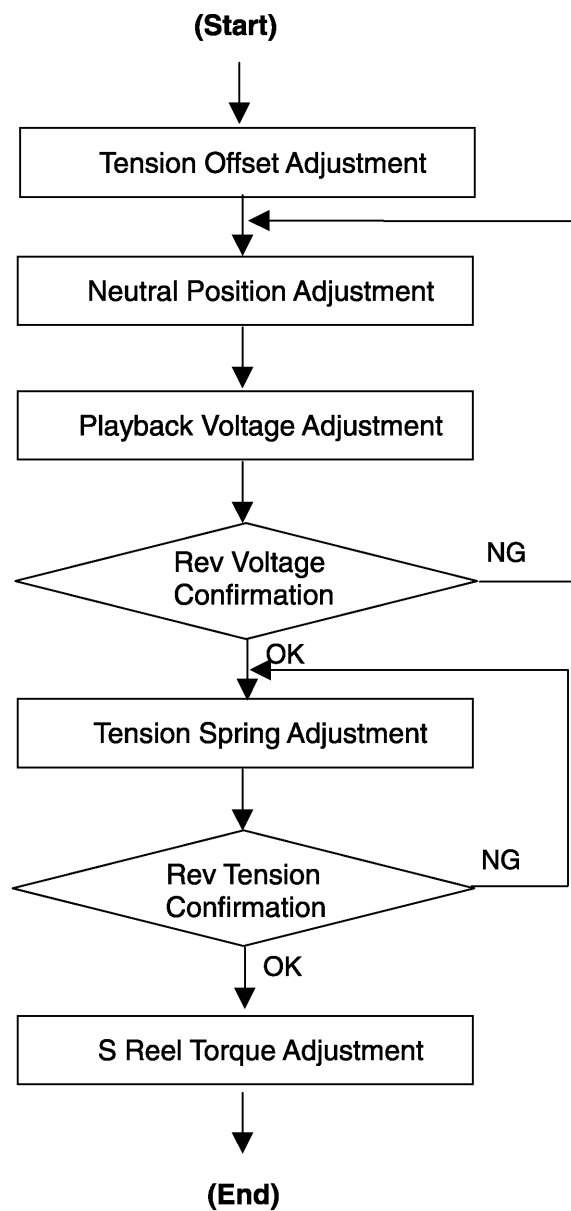 (Start)
Tension Offset Adjustment
Neutral Position Adjustment
Playback Voltage Adjustment
Rev Voltage
Confirmation
NG
OK
Tension Spring Adjustment
Rev Tension
Confirmation
NG
OK
S Reel Torque Adjustment
(End)